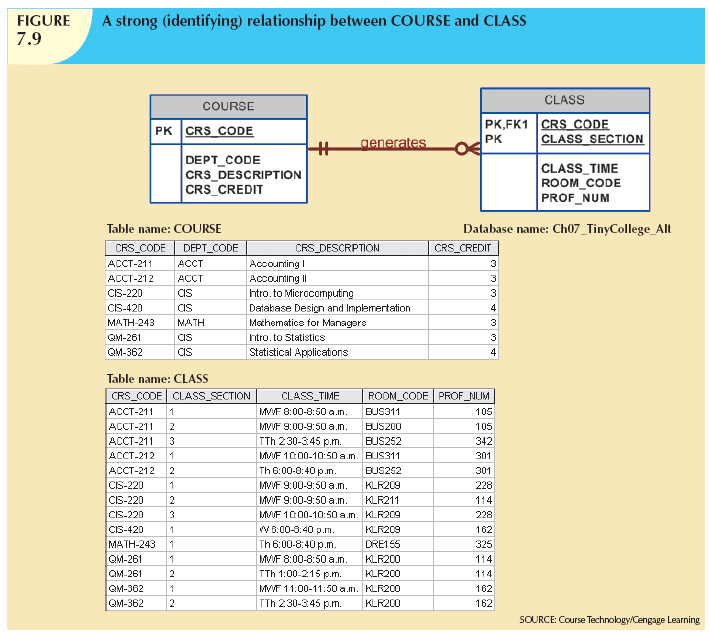 FIGURE 7.9
A strong (identifying) relationship between COURSE and CLASS
COURSE
PK CRS_CODE
DEPT_CODE
CRS_DESCRIPTION
CRS_CREDIT
generates
CLASS
PK,FK1 CRS_CODE
PK CLASS_SECTION
CLASS_TIME
ROOM_CODE
PROF_NUM
Table name: COURSE
Database name: Ch07_TinyCollege_Alt
CRS_CODE DEPT_CODE CRS_DESCRIPTION CRS_CREDIT
ACCT-211 ACCT Accounting I 3
ACCT-212 ACCT Accounting II 3
CIS-220 CIS Intro. to Microcomputing 3
CIS-420 CIS Database Design and Implementation 4
MATH-243 MATH Mathematics for Managers 3
QM-261 CIS Intro. to Statistics 3
QM-362 CIS Statistical Applications 4
Table name: CLASS
CRS_CODE CLASS_SECTION CLASS_TIME ROOM_CODE PROF_NUM
ACCT-211 1 MWF 8:00-8:50 a.m. BUS311 105
ACCT-211 2 MWF 9:00-9:50 a.m. BUS200 105
ACCT-211 3 TTh 2:30-3:45 p.m. BUS252 342
ACCT-212 1 MWF 10:00-10:50 a.m. BUS311 301
ACCT-212 2 Th 6:00-8:40 p.m. BUS252 301
CIS-220 1 MWF 9:00-9:50 a.m. KLR209 228
CIS-220 2 MWF 9:00-9:50 a.m. KLR211 114
CIS-220 3 MWF 10:00-10:50 a.m. KLR209 228
CIS-420 1 W 6:00-8:40 p.m. KLR209 162
MATH-243 1 Th 6:00-8:40 p.m. DRE155 325
QM-261 1 MWF 8:00-8:50 a.m. KLR200 114
QM-261 2 TTh 1:00-2:15 p.m. KLR200 114
QM-362 1 MWF 11:00-11:50 a.m. KLR200 162
QM-362 2 TTh 2:30-3:45 p.m. KLR200 162
SOURCE: Course Technology/Cengage Learning